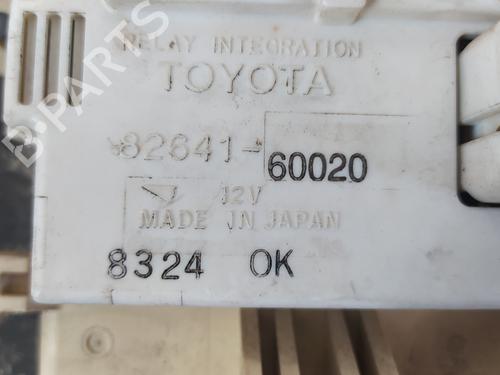 B-PARTS
RELAY INTEGRATION
TOYOTA
82641-60020
12V
MADE IN JAPAN
8324 OK